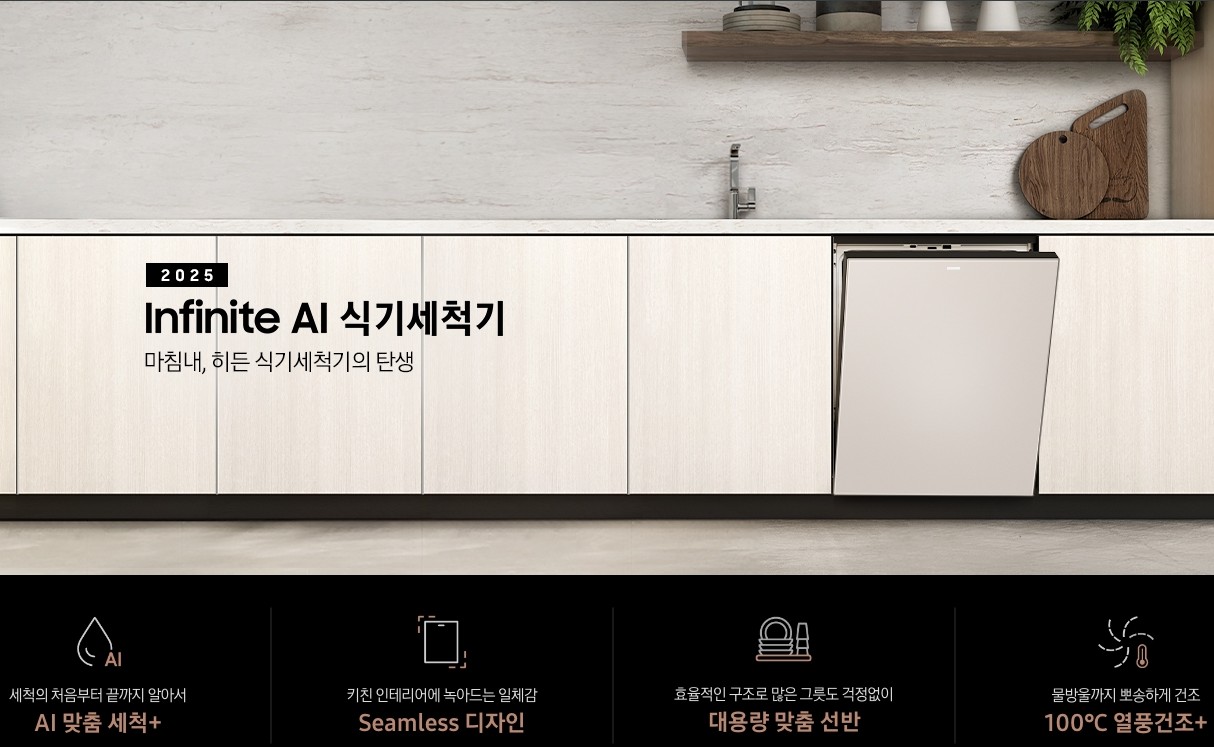 2025
Infinite AI 식기세척기
마침내, 히든 식기세척기의 탄생
AI
세척의 처음부터 끝까지 알아서
AI 맞춤 세척+
키친 인테리어에 녹아드는 일체감
Seamless 디자인
효율적인 구조로 많은 그릇도 걱정없이
대용량 맞춤 선반
물방울까지 뽀송하게 건조
100℃ 열풍건조+